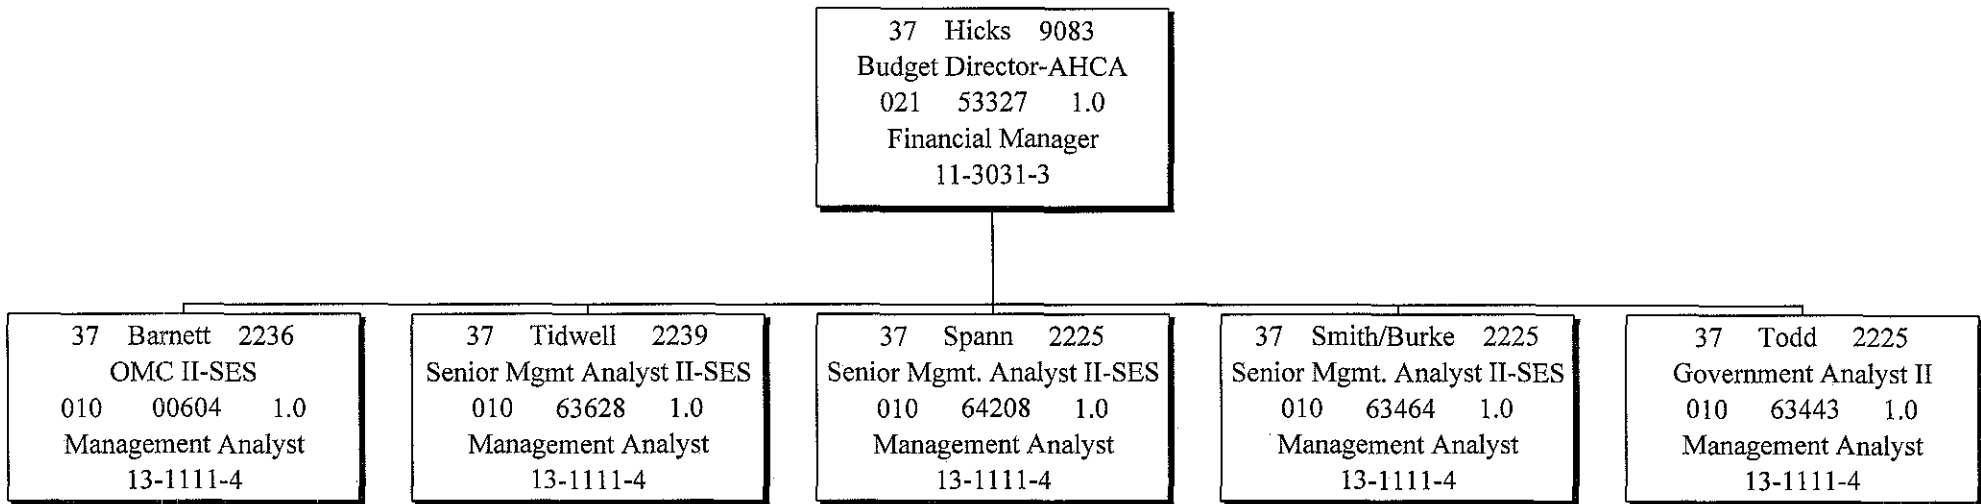 37 Hicks 9083
Budget Director-AHCA
021 53327 1.0
Financial Manager
11-3031-3
37 Barnett 2236
OMC II-SES
010 00604 1.0
Management Analyst
13-1111-4
37 Tidwell 2239
Senior Mgmt Analyst II-SES
010 63628 1.0
Management Analyst
13-1111-4
37 Spann 2225
Senior Mgmt. Analyst II-SES
010 64208 1.0
Management Analyst
13-1111-4
37 Smith/Burke 2225
Senior Mgmt. Analyst II-SES
010 63464 1.0
Management Analyst
13-1111-4
37 Todd 2225
Government Analyst II
010 63443 1.0
Management Analyst
13-1111-4